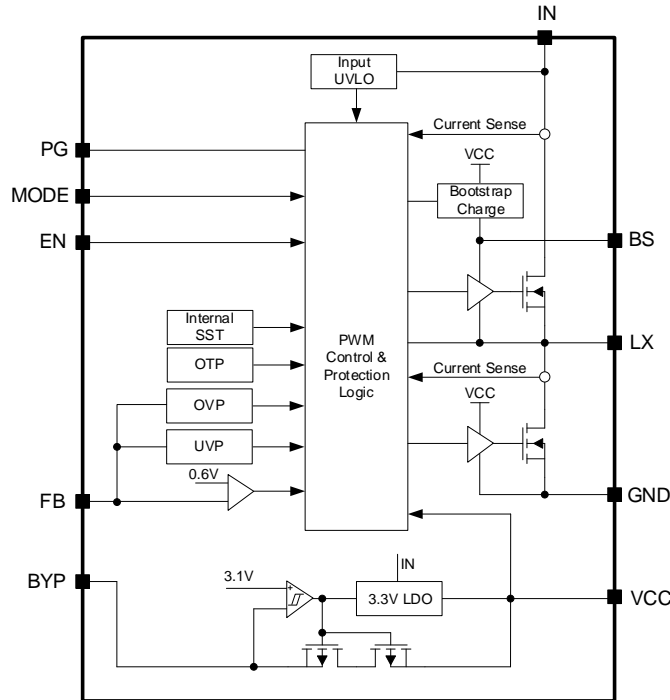 IN
Input
UVLO
Current Sense
PG
VCC
MODE
Bootstrap
Charge
EN
BS
Internal
SST
PWM
Control &
Protection
Logic
LX
OTP
Current Sense
OVP
VCC
UVP
0.6V
FB
GND
BYP
3.1V
IN
+
-
3.3V LDO
VCC